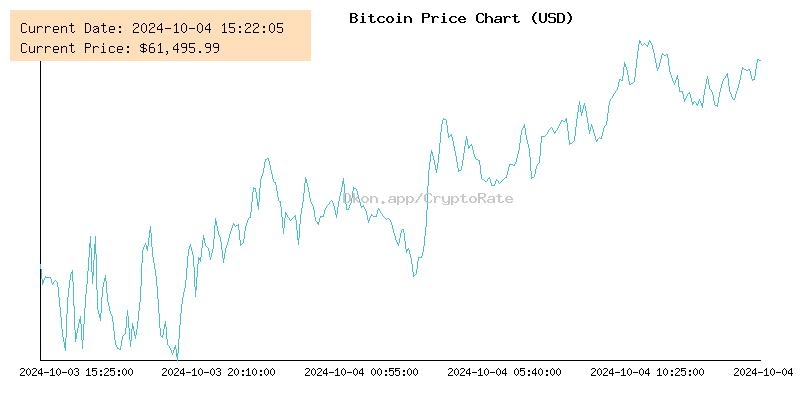 Bitcoin Price Chart (USD)
Current Date: 2024-10-04 15:22:05
Current Price: $61,495.99
Dkon.app/CryptoRate
2024-10-03 15:25:00 2024-10-03 20:10:00 2024-10-04 00:55:00 2024-10-04 05:40:00 2024-10-04 10:25:00 2024-10-04